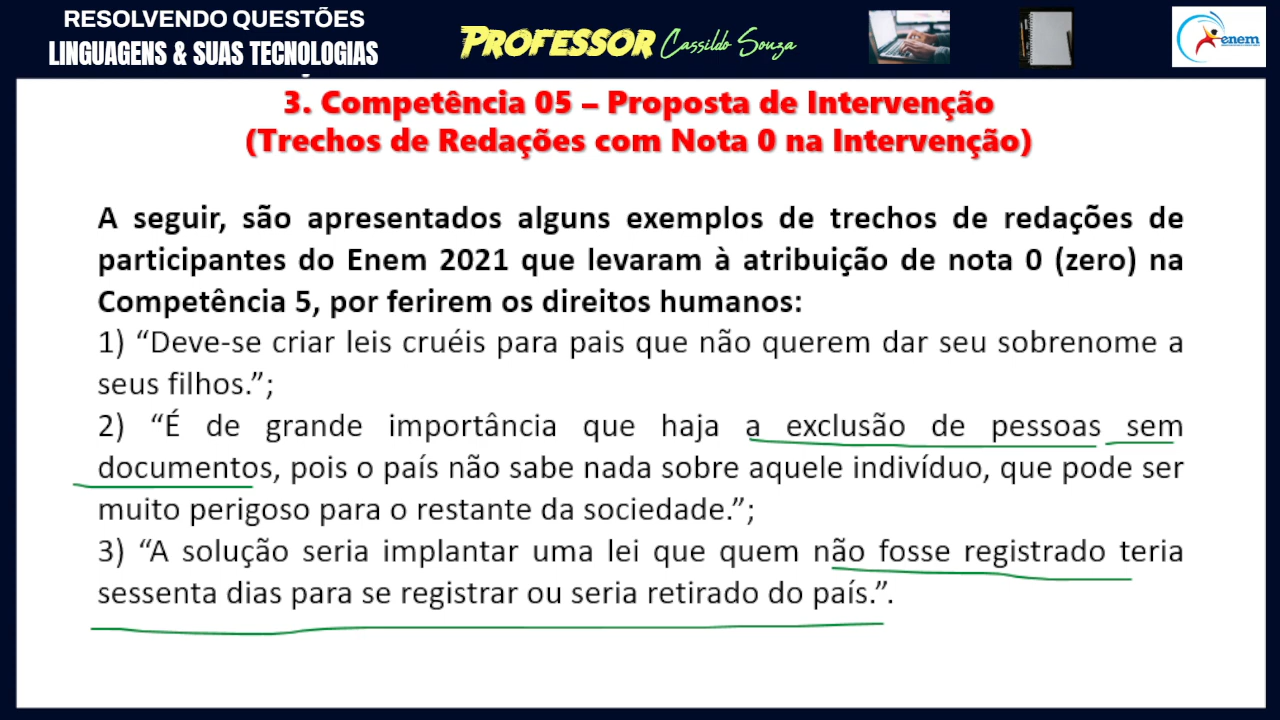 RESOLVENDO QUESTÕES
LINGUAGENS & SUAS TECNOLOGIAS
PROFESSOR Cassildo Souza
enem
3. Competência 05 – Proposta de Intervenção
(Trechos de Redações com Nota 0 na Intervenção)
A seguir, são apresentados alguns exemplos de trechos de redações de
participantes do Enem 2021 que levaram à atribuição de nota 0 (zero) na
Competência 5, por ferirem os direitos humanos:
1) “Deve-se criar leis cruéis para pais que não querem dar seu sobrenome a
seus filhos.”;
2) “É de grande importância que haja a exclusão de pessoas sem
documentos, pois o país não sabe nada sobre aquele indivíduo, que pode ser
muito perigoso para o restante da sociedade.”;
3) “A solução seria implantar uma lei que quem não fosse registrado teria
sessenta dias para se registrar ou seria retirado do país.”.